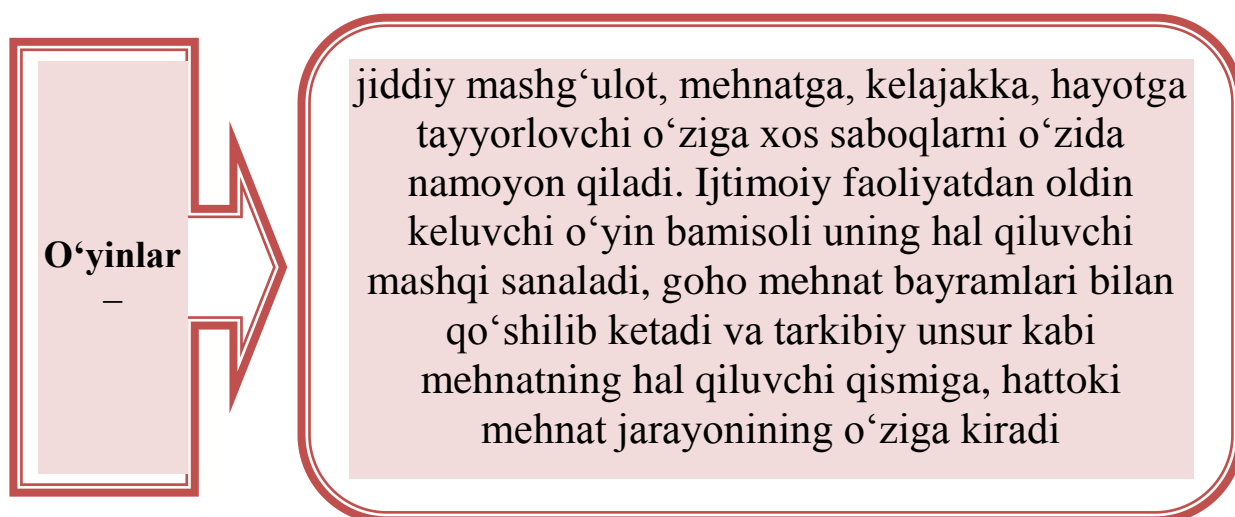 O‘yinlar
–
jiddiy mashg‘ulot, mehnatga, kelajakka, hayotga
tayyorlovchi o‘ziga xos saboqlarni o‘zida
namoyon qiladi. Ijtimoiy faoliyatdan oldin
keluvchi o‘yin bamisoli uning hal qiluvchi
mashqi sanaladi, goho mehnat bayramlari bilan
qo‘shilib ketadi va tarkibiy unsur kabi
mehnatning hal qiluvchi qismiga, hattoki
mehnat jarayonining o‘ziga kiradi